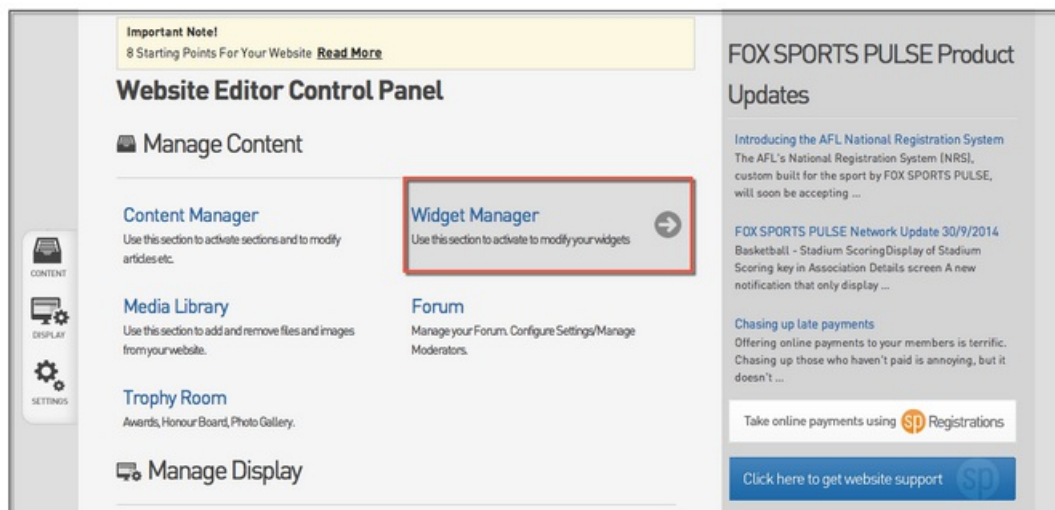 Important Note!
8 Starting Points For Your Website Read More
Website Editor Control Panel
Manage Content
Content Manager
Use this section to activate sections and to modify
articles etc.
Widget Manager
Use this section to activate to modify your widgets
Media Library
Use this section to add and remove files and images
from your website.
Forum
Manage your Forum. Configure Settings/Manage
Moderators.
Trophy Room
Awards, Honour Board, Photo Gallery.
Manage Display
CONTENT
DISPLAY
SETTINGS
FOX SPORTS PULSE Product
Updates
Introducing the AFL National Registration System
The AFL's National Registration System (NRS),
custom built for the sport by FOX SPORTS PULSE,
will soon be accepting ...
FOX SPORTS PULSE Network Update 30/9/2014
Basketball - Stadium ScoringDisplay of Stadium
Scoring key in Association Details screen A new
notification that only display ...
Chasing up late payments
Offering online payments to your members is terrific.
Chasing up those who haven't paid is annoying, but it
doesn't ...
Take online payments using sp Registrations
Click here to get website support sp